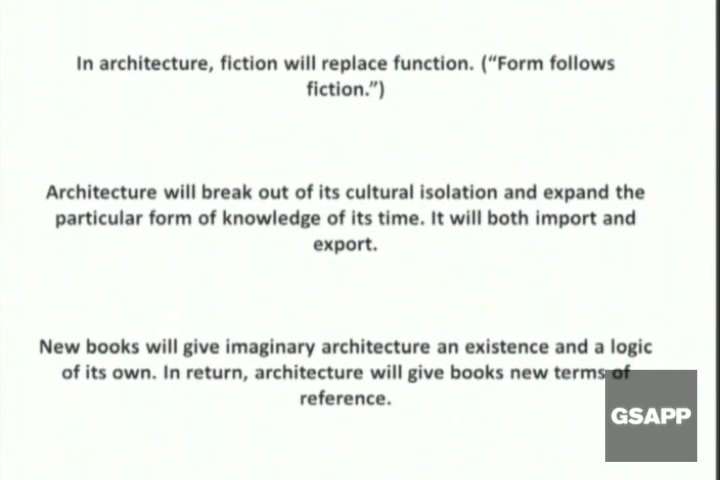 In architecture, fiction will replace function. ("Form follows
fiction.")
Architecture will break out of its cultural isolation and expand the
particular form of knowledge of its time. It will both import and
export.
New books will give imaginary architecture an existence and a logic
of its own. In return, architecture will give books new terms of
reference.
GSAPP